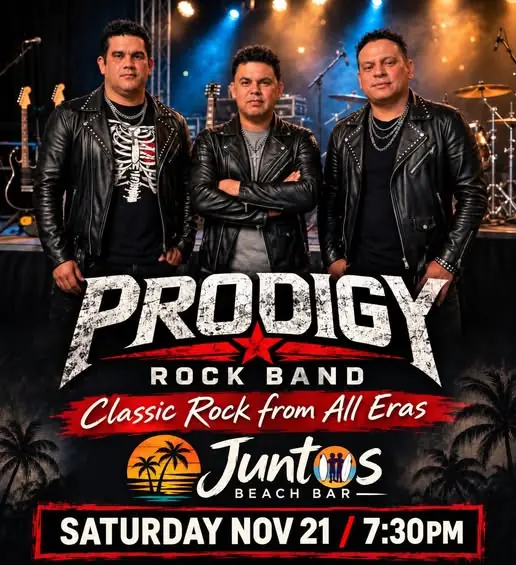 PRODIGY
ROCK BAND
Classic Rock from All Eras
Juntos
BEACH BAR
SATURDAY NOV 21 / 7:30PM